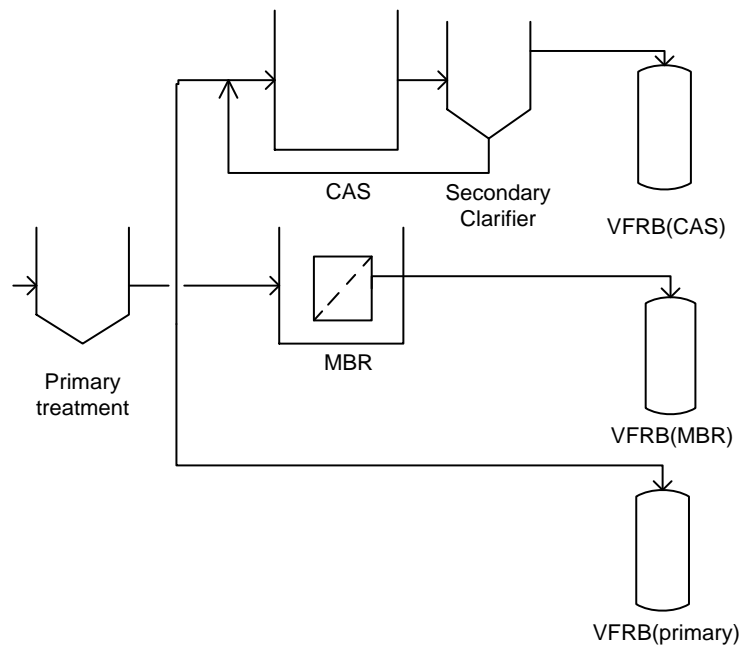 CAS
Secondary
Clarifier
VFRB(CAS)
MBR
Primary
treatment
VFRB(MBR)
VFRB(primary)